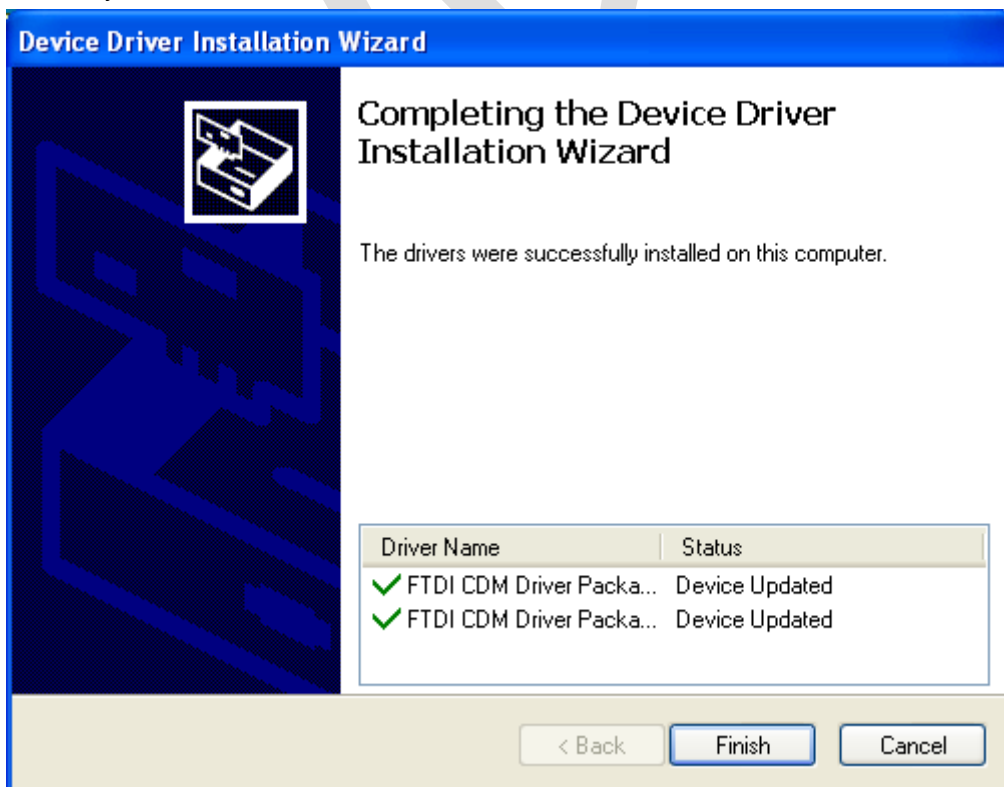 Device Driver Installation Wizard
Completing the Device Driver
Installation Wizard
The drivers were successfully installed on this computer.
Driver Name Status
FTDI CDM Driver Packa... Device Updated
FTDI CDM Driver Packa... Device Updated
< Back Finish Cancel